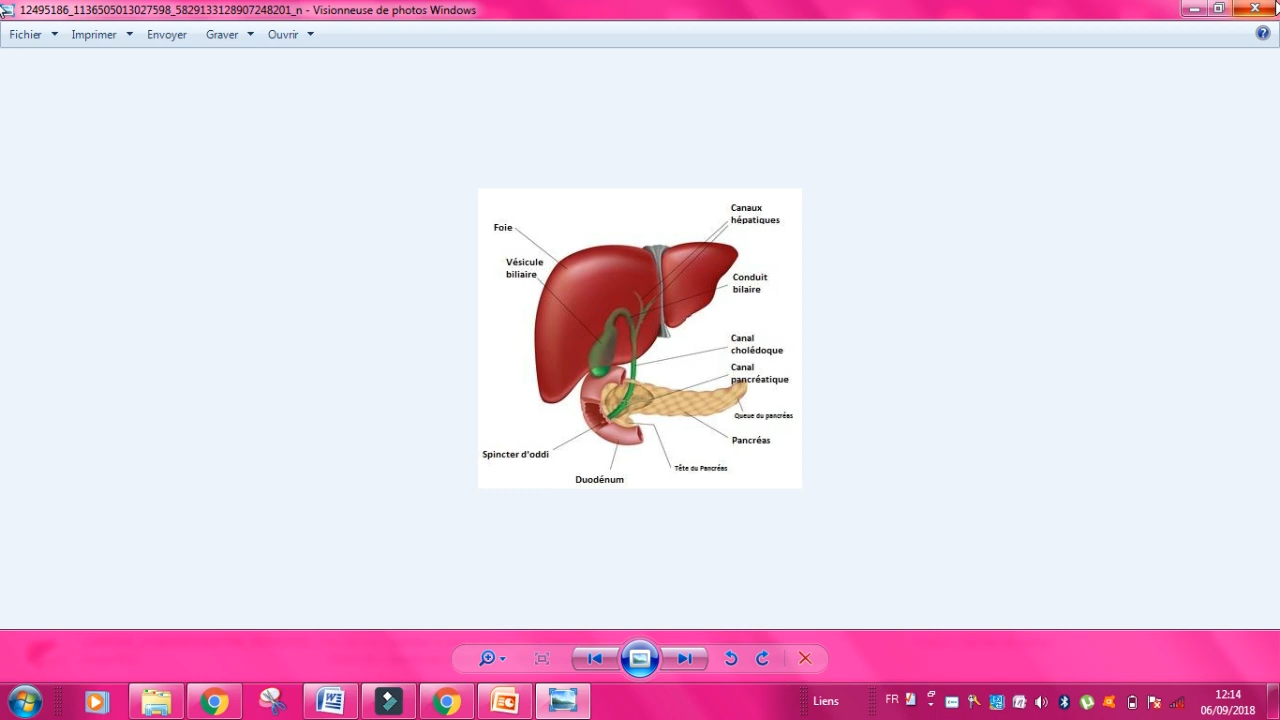 12495186_1136505013027598_5829133128907248201_n - Visionneuse de photos Windows
Fichier Imprimer Envoyer Graver Ouvrir
Canaux
hépatiques
Foie
Vésicule
biliaire
Conduit
bilaire
Canal
cholédoque
Canal
pancréatique
Queue du pancréas
Pancréas
Spincter d'oddi
Tête du Pancréas
Duodénum
Liens FR 12:14
06/09/2018